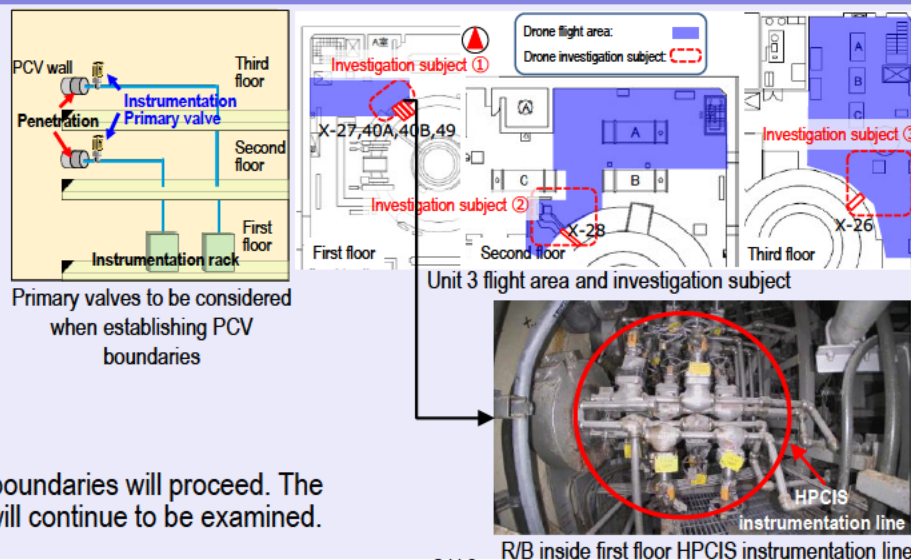 PCV wall
Third
floor
Instrumentation
Primary valve
Penetration
Second
floor
First
floor
Instrumentation rack
Primary valves to be considered
when establishing PCV
boundaries
Drone flight area:
Drone investigation subject:
A室
Investigation subject ①
X-27,40A,40B,49
First floor
A
A
C
B
Investigation subject ②
X-28
Second floor
A
B
C
Investigation subject ③
X-26
Third floor
Unit 3 flight area and investigation subject
HPCIS
instrumentation line
R/B inside first floor HPCIS instrumentation line
boundaries will proceed. The
will continue to be examined.